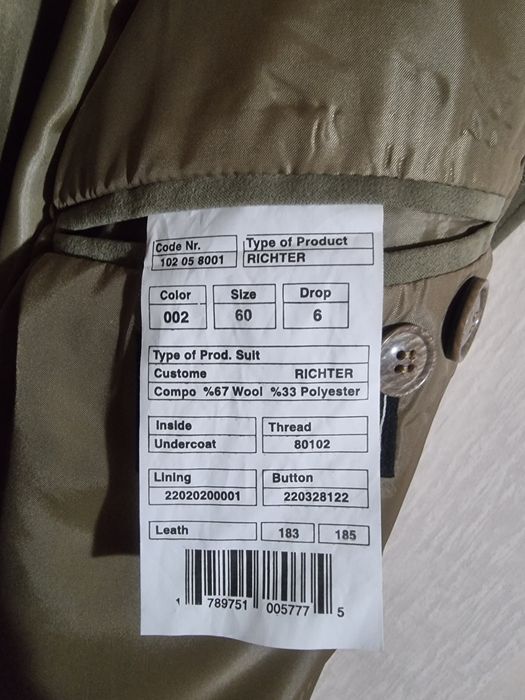 Code Nr. Type of Product
102 05 8001 RICHTER
Color Size Drop
002 60 6
Type of Prod. Suit
Custome RICHTER
Compo %67 Wool %33 Polyester
Inside Thread
Undercoat 80102
Lining Button
22020200001 220328122
Leath 183 185
1 789751 005777 5